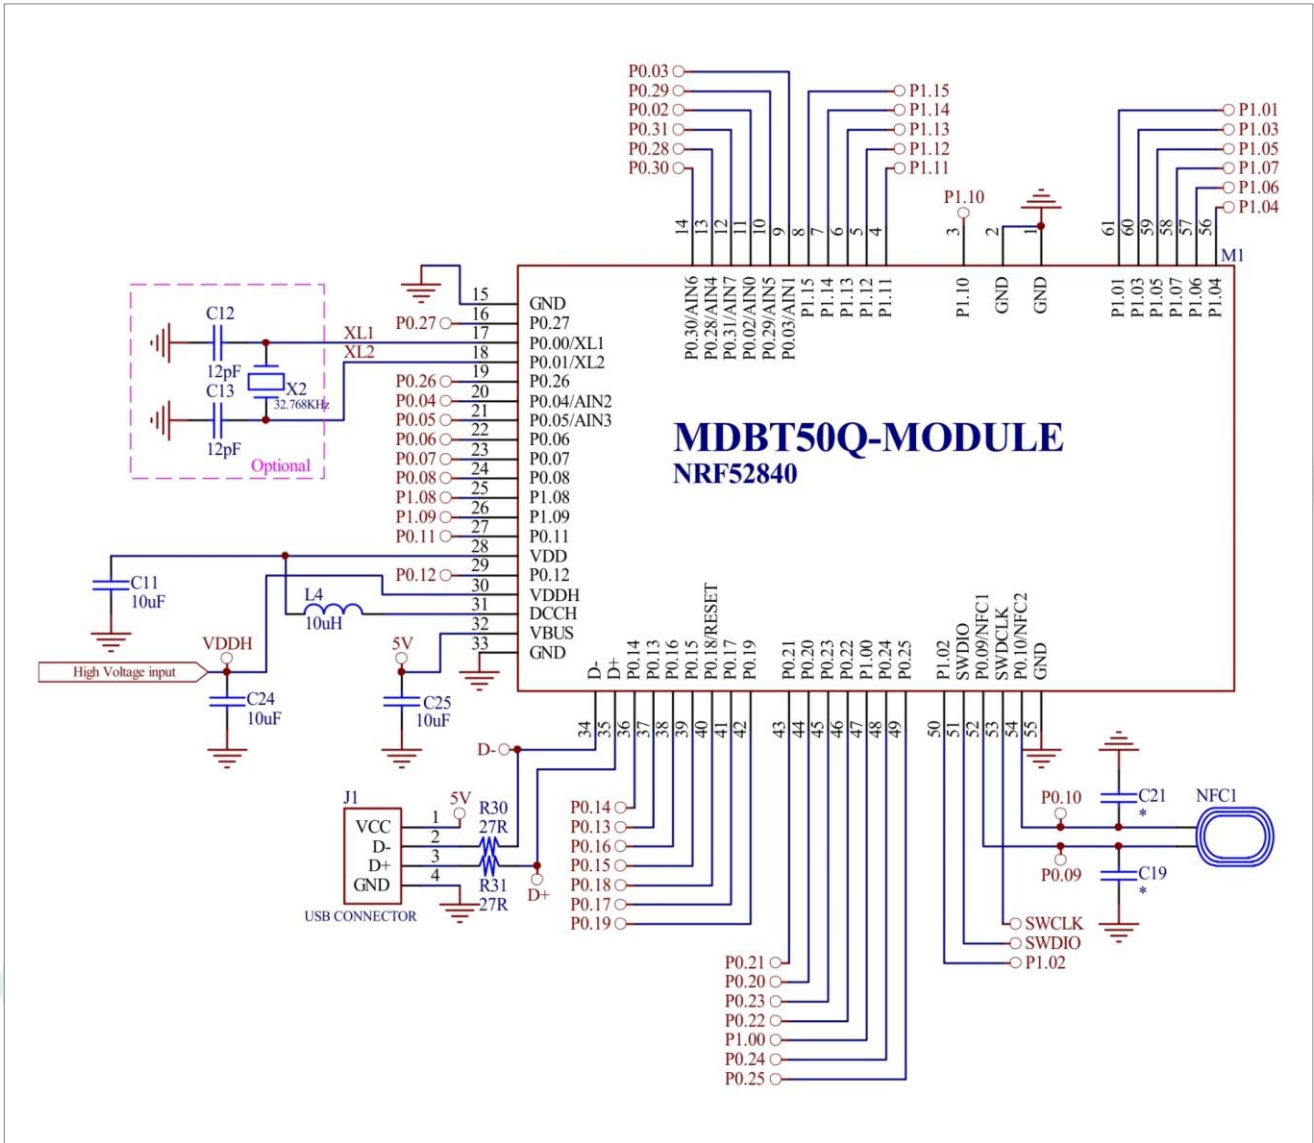 P0.03
P0.29
P0.02
P0.31
P0.28
P0.30
P1.15
P1.14
P1.13
P1.12
P1.11
P1.10
P1.01
P1.03
P1.05
P1.07
P1.06
P1.04
14
13
12
11
10
9
8
7
6
5
4
3
2
1
61
60
59
58
57
56
M1
P0.30/AIN6
P0.28/AIN4
P0.31/AIN7
P0.02/AIN0
P0.29/AIN5
P0.03/AIN1
P1.15
P1.14
P1.13
P1.12
P1.11
P1.10
GND
GND
P1.01
P1.03
P1.05
P1.07
P1.06
P1.04
MDBT50Q-MODULE
NRF52840
15 GND
P0.27 16 P0.27
XL1 17 P0.00/XL1
XL2 18 P0.01/XL2
P0.26 19 P0.26
P0.04 20 P0.04/AIN2
P0.05 21 P0.05/AIN3
P0.06 22 P0.06
P0.07 23 P0.07
P0.08 24 P0.08
P1.08 25 P1.08
P1.09 26 P1.09
P0.11 27 P0.11
28 VDD
P0.12 29 P0.12
30 VDDH
31 DCCH
32 VBUS
33 GND
C12
12pF
C13
12pF
X2
32.768KHz
Optional
C11
10uF
L4
10uH
VDDH
High Voltage input
C24
10uF
5V
C25
10uF
D-
D+
P0.14
P0.13
P0.16
P0.15
P0.18/RESET
P0.17
P0.19
P0.21
P0.20
P0.23
P0.22
P1.00
P0.24
P0.25
P1.02
SWDIO
P0.09/NFC1
SWDCLK
P0.10/NFC2
GND
34
35
36
37
38
39
40
41
42
43
44
45
46
47
48
49
50
51
52
53
54
55
D-
J1
VCC 1 5V
D- 2
D+ 3
GND 4
USB CONNECTOR
R30
27R
R31
27R
D+
P0.14
P0.13
P0.16
P0.15
P0.18
P0.17
P0.19
P0.21
P0.20
P0.23
P0.22
P1.00
P0.24
P0.25
P0.10
C21
*
NFC1
P0.09
C19
*
SWCLK
SWDIO
P1.02